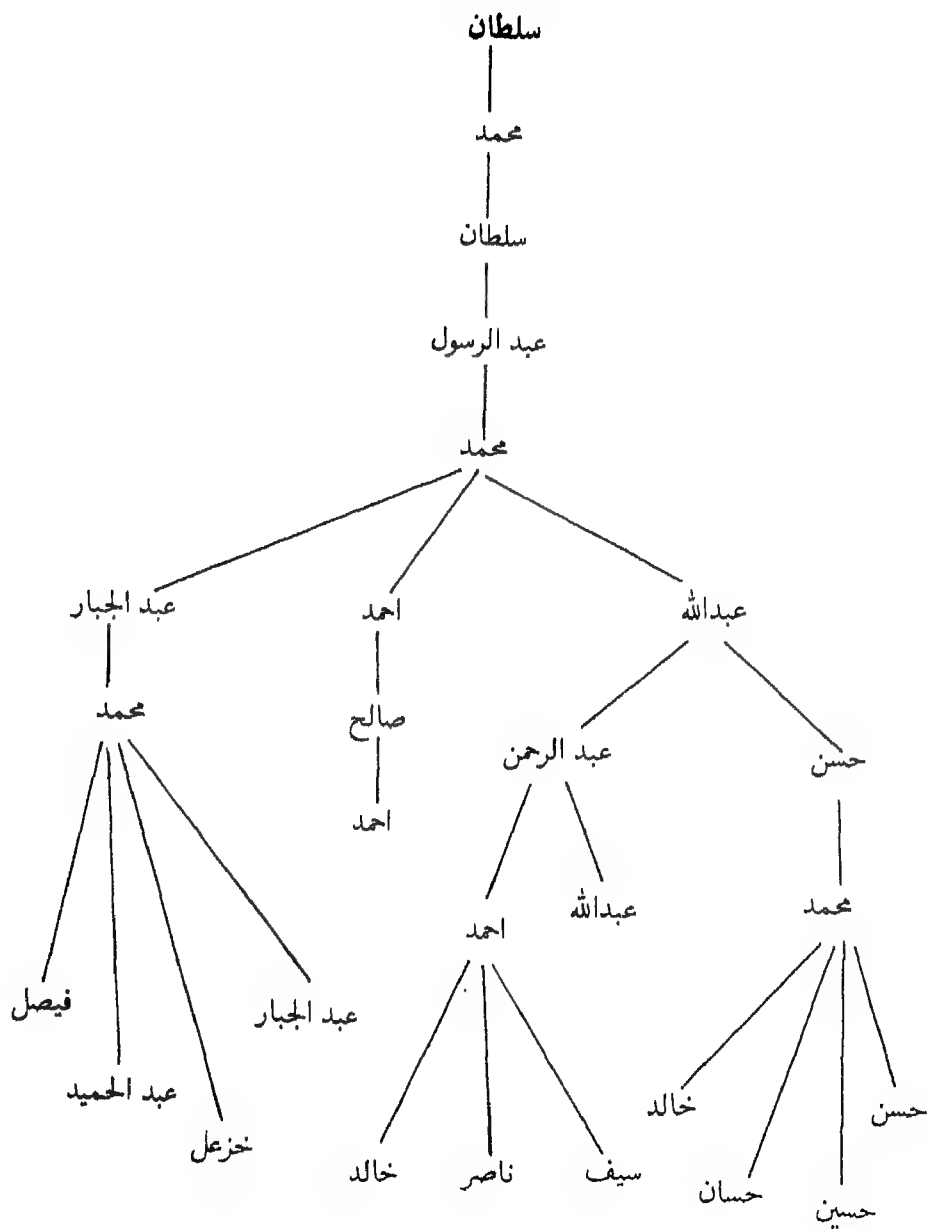 سلطان
محمد
سلطان
عبد الرسول
محمد
عبدالله
احمد
عبد الجبار
حسن
عبد الرحمن
صالح
محمد
احمد
محمد
عبدالله
احمد
عبد الجبار
فيصل
عبد الحميد
خزعل
حسن
خالد
حسان
حسين
سيف
ناصر
خالد